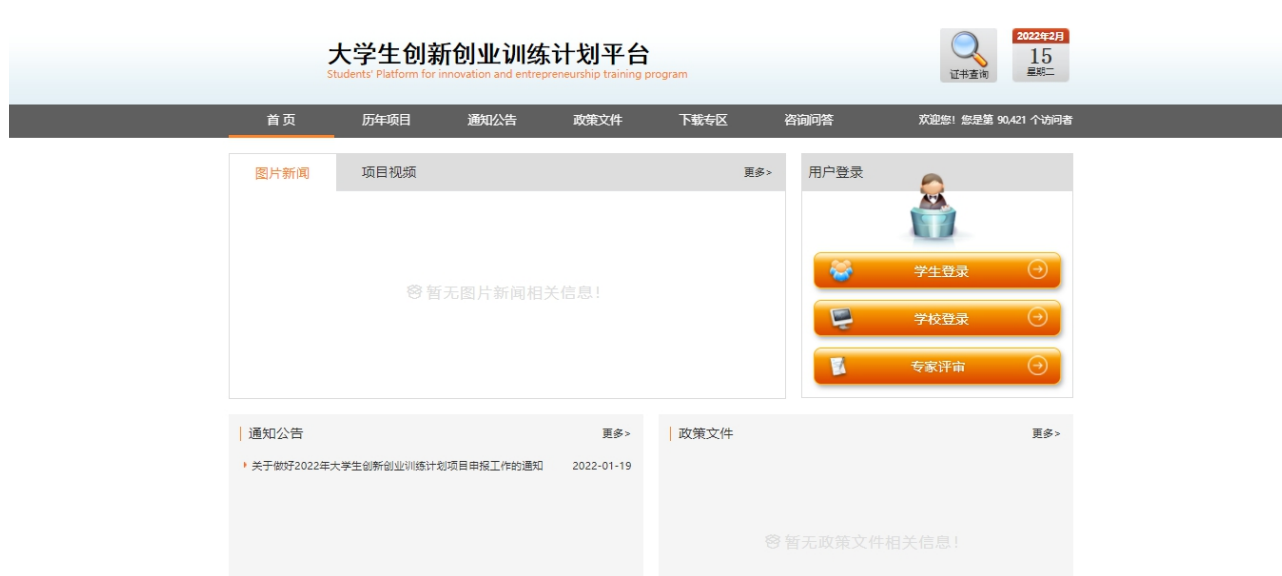 大学生创新创业训练计划平台
Students' Platform for innovation and entrepreneurship training program
证书查询
2022年2月
15
星期二
首 页 历年项目 通知公告 政策文件 下载专区 咨询问答 欢迎您! 您是第 90,421 个访问者
图片新闻 项目视频 更多>
暂无图片新闻相关信息!
用户登录
学生登录
学校登录
专家评审
通知公告 更多>
关于做好2022年大学生创新创业训练计划项目申报工作的通知 2022-01-19
政策文件 更多>
暂无政策文件相关信息!